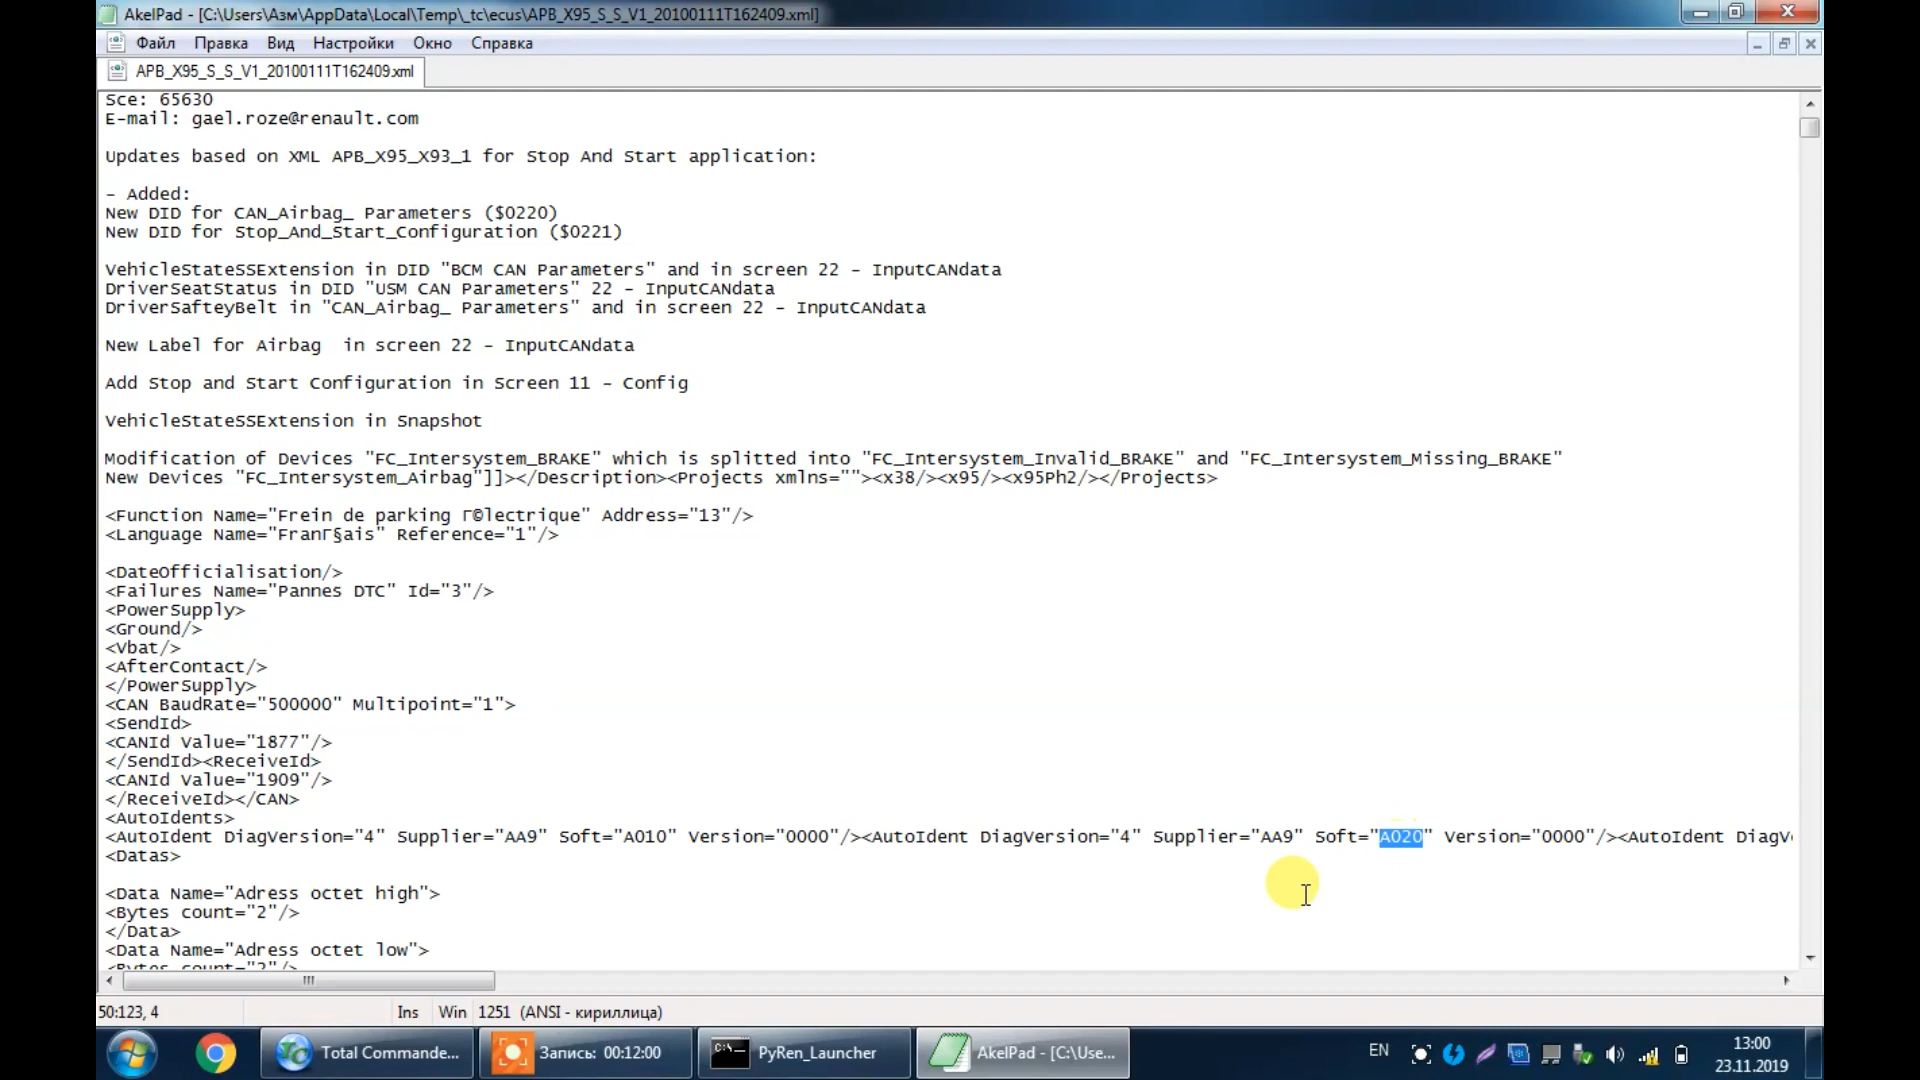 AkelPad - [C:\Users\Азм\AppData\Local\Temp\_tc\ecus\APB_X95_S_S_V1_20100111T162409.xml]
Файл Правка Вид Настройки Окно Справка
APB_X95_S_S_V1_20100111T162409.xml
Sce: 65630
E-mail: gael.roze@renault.com
Updates based on XML APB_X95_X93_1 for Stop And Start application:
- Added:
New DID for CAN_Airbag_ Parameters ($0220)
New DID for Stop_And_Start_Configuration ($0221)
VehicleStateSSExtension in DID "BCM CAN Parameters" and in screen 22 - InputCANdata
DriverSeatStatus in DID "USM CAN Parameters" 22 - InputCANdata
DriverSafteyBelt in "CAN_Airbag_ Parameters" and in screen 22 - InputCANdata
New Label for Airbag  in screen 22 - InputCANdata
Add Stop and Start Configuration in Screen 11 - Config
VehicleStateSSExtension in Snapshot
Modification of Devices "FC_Intersystem_BRAKE" which is splitted into "FC_Intersystem_Invalid_BRAKE" and "FC_Intersystem_Missing_BRAKE"
New Devices "FC_Intersystem_Airbag"]]></Description><Projects xmlns=""><x38/><x95/><x95Ph2/></Projects>
<Function Name="Frein de parking Г©lectrique" Address="13"/>
<Language Name="FranГ§ais" Reference="1"/>
<DateOfficialisation/>
<Failures Name="Pannes DTC" Id="3"/>
<PowerSupply>
<Ground/>
<Vbat/>
<AfterContact/>
</PowerSupply>
<CAN BaudRate="500000" Multipoint="1">
<SendId>
<CANId Value="1877"/>
</SendId><ReceiveId>
<CANId Value="1909"/>
</ReceiveId></CAN>
<AutoIdents>
<AutoIdent DiagVersion="4" Supplier="AA9" Soft="A010" Version="0000"/><AutoIdent DiagVersion="4" Supplier="AA9" Soft="A020" Version="0000"/><AutoIdent DiagV
<Datas>
<Data Name="Adress octet high">
<Bytes count="2"/>
</Data>
<Data Name="Adress octet low">
<Bytes count="2"/>
50:123, 4 Ins Win 1251 (ANSI - кириллица)
Total Commande... Запись: 00:12:00 PyRen_Launcher AkelPad - [C:\Use... EN 13:00
23.11.2019